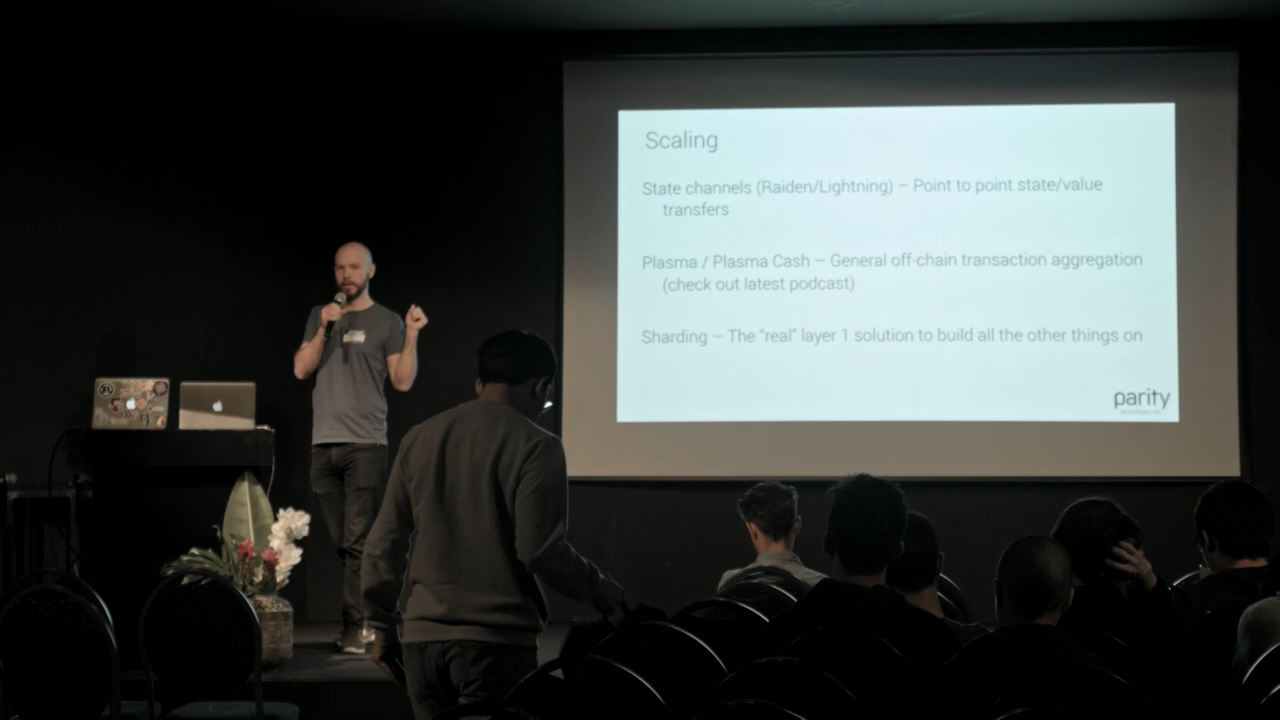 Scaling
State channels (Raiden/Lightning) – Point to point state/value
transfers
Plasma / Plasma Cash – General off-chain transaction aggregation
(check out latest podcast)
Sharding – The “real” layer 1 solution to build all the other things on
parity